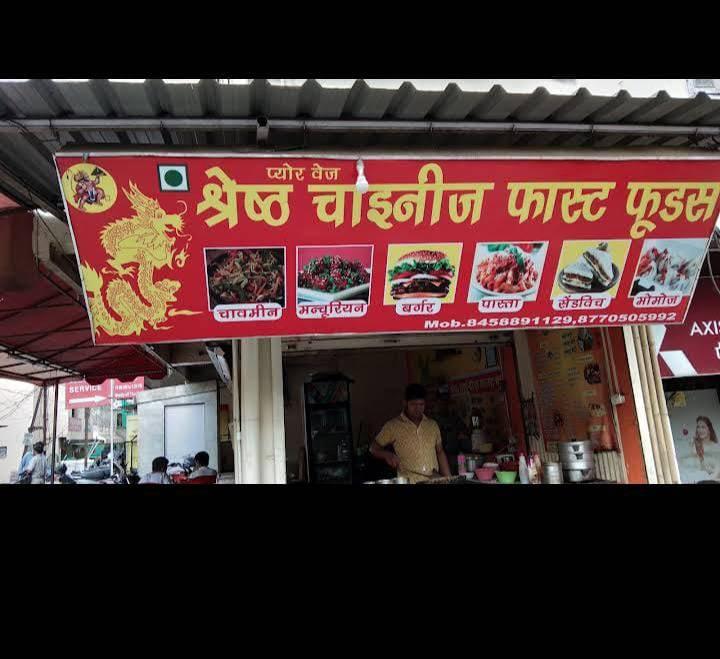 प्योर वेज
श्रेष्ठ चाइनीज फास्ट फूडस
चावमीन मन्चूरियन बर्गर पास्ता सेंडविच मोमोज
Mob.8458891129,8770505992
AXIS
SERVICE